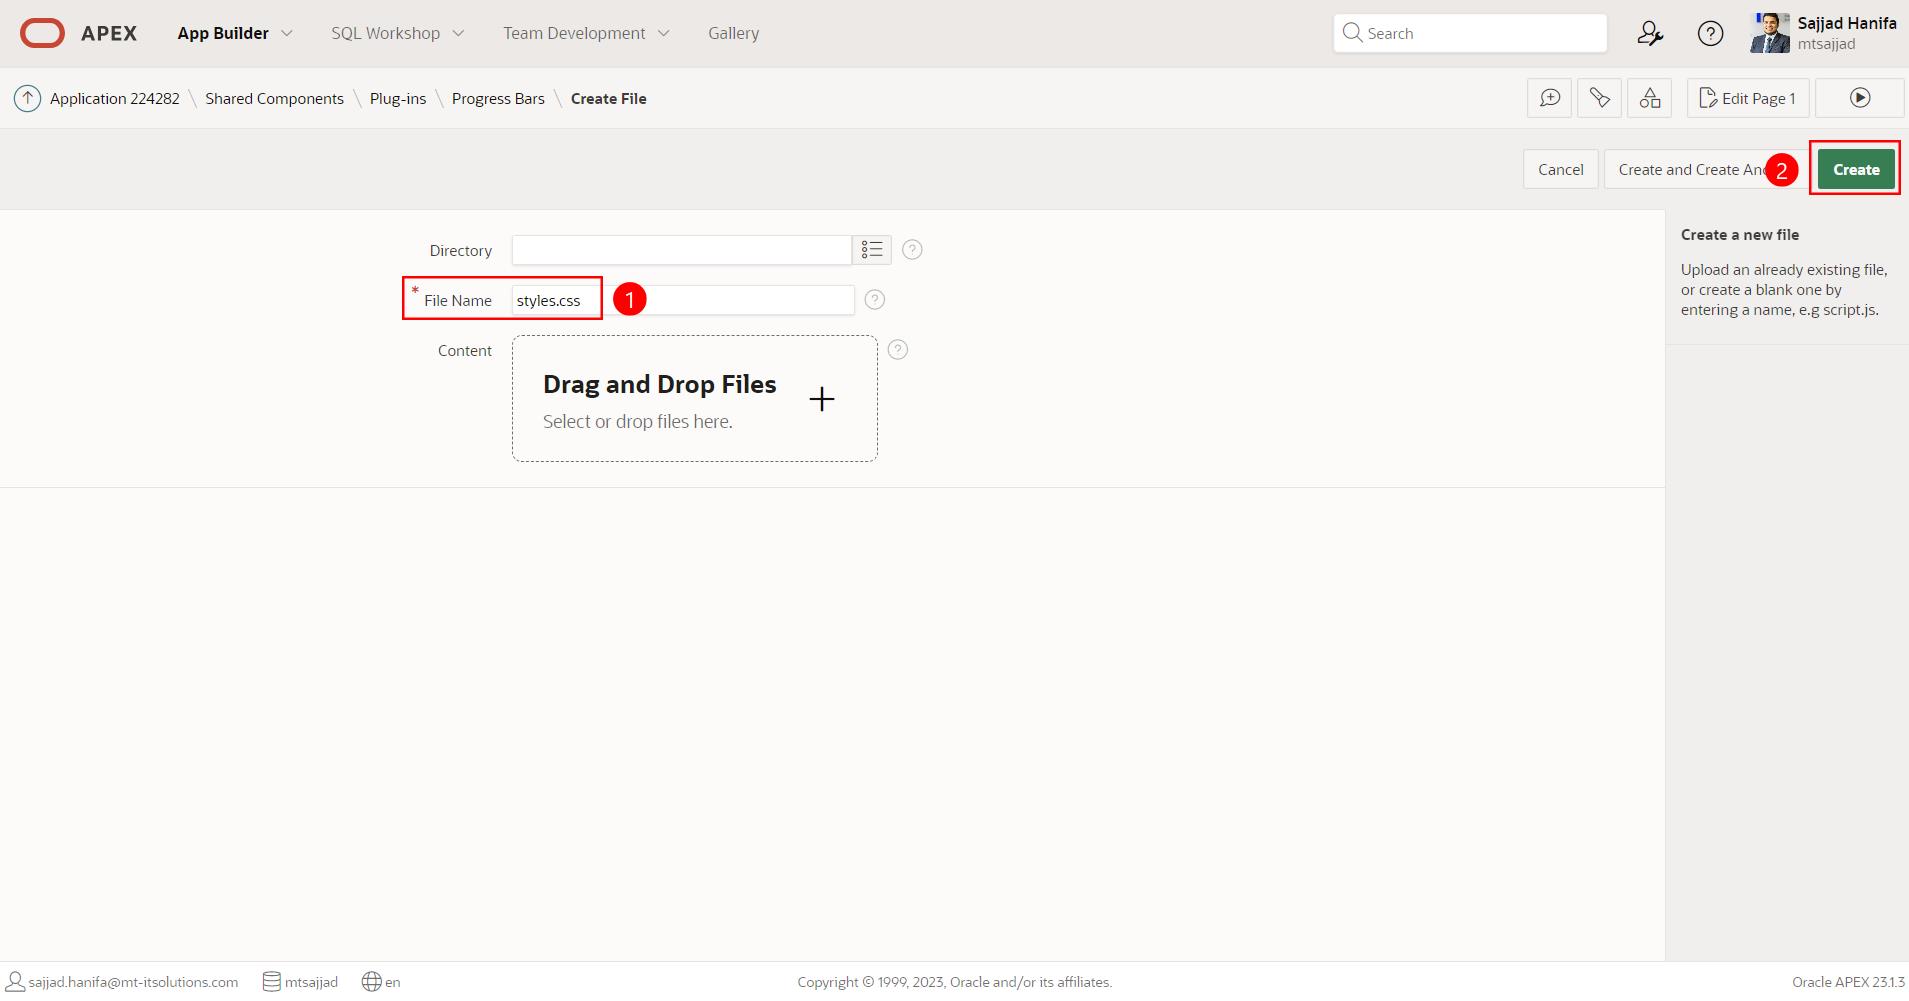 APEX App Builder SQL Workshop Team Development Gallery Search Sajjad Hanifa
mtsajjad
Application 224282 \ Shared Components \ Plug-ins \ Progress Bars \ Create File Edit Page 1
Cancel Create and Create An 2 Create
Directory
* File Name styles.css 1
Content
Drag and Drop Files
Select or drop files here.
Create a new file
Upload an already existing file,
or create a blank one by
entering a name, e.g script.js.
sajjad.hanifa@mt-itsolutions.com mtsajjad en Copyright © 1999, 2023, Oracle and/or its affiliates. Oracle APEX 23.1.3